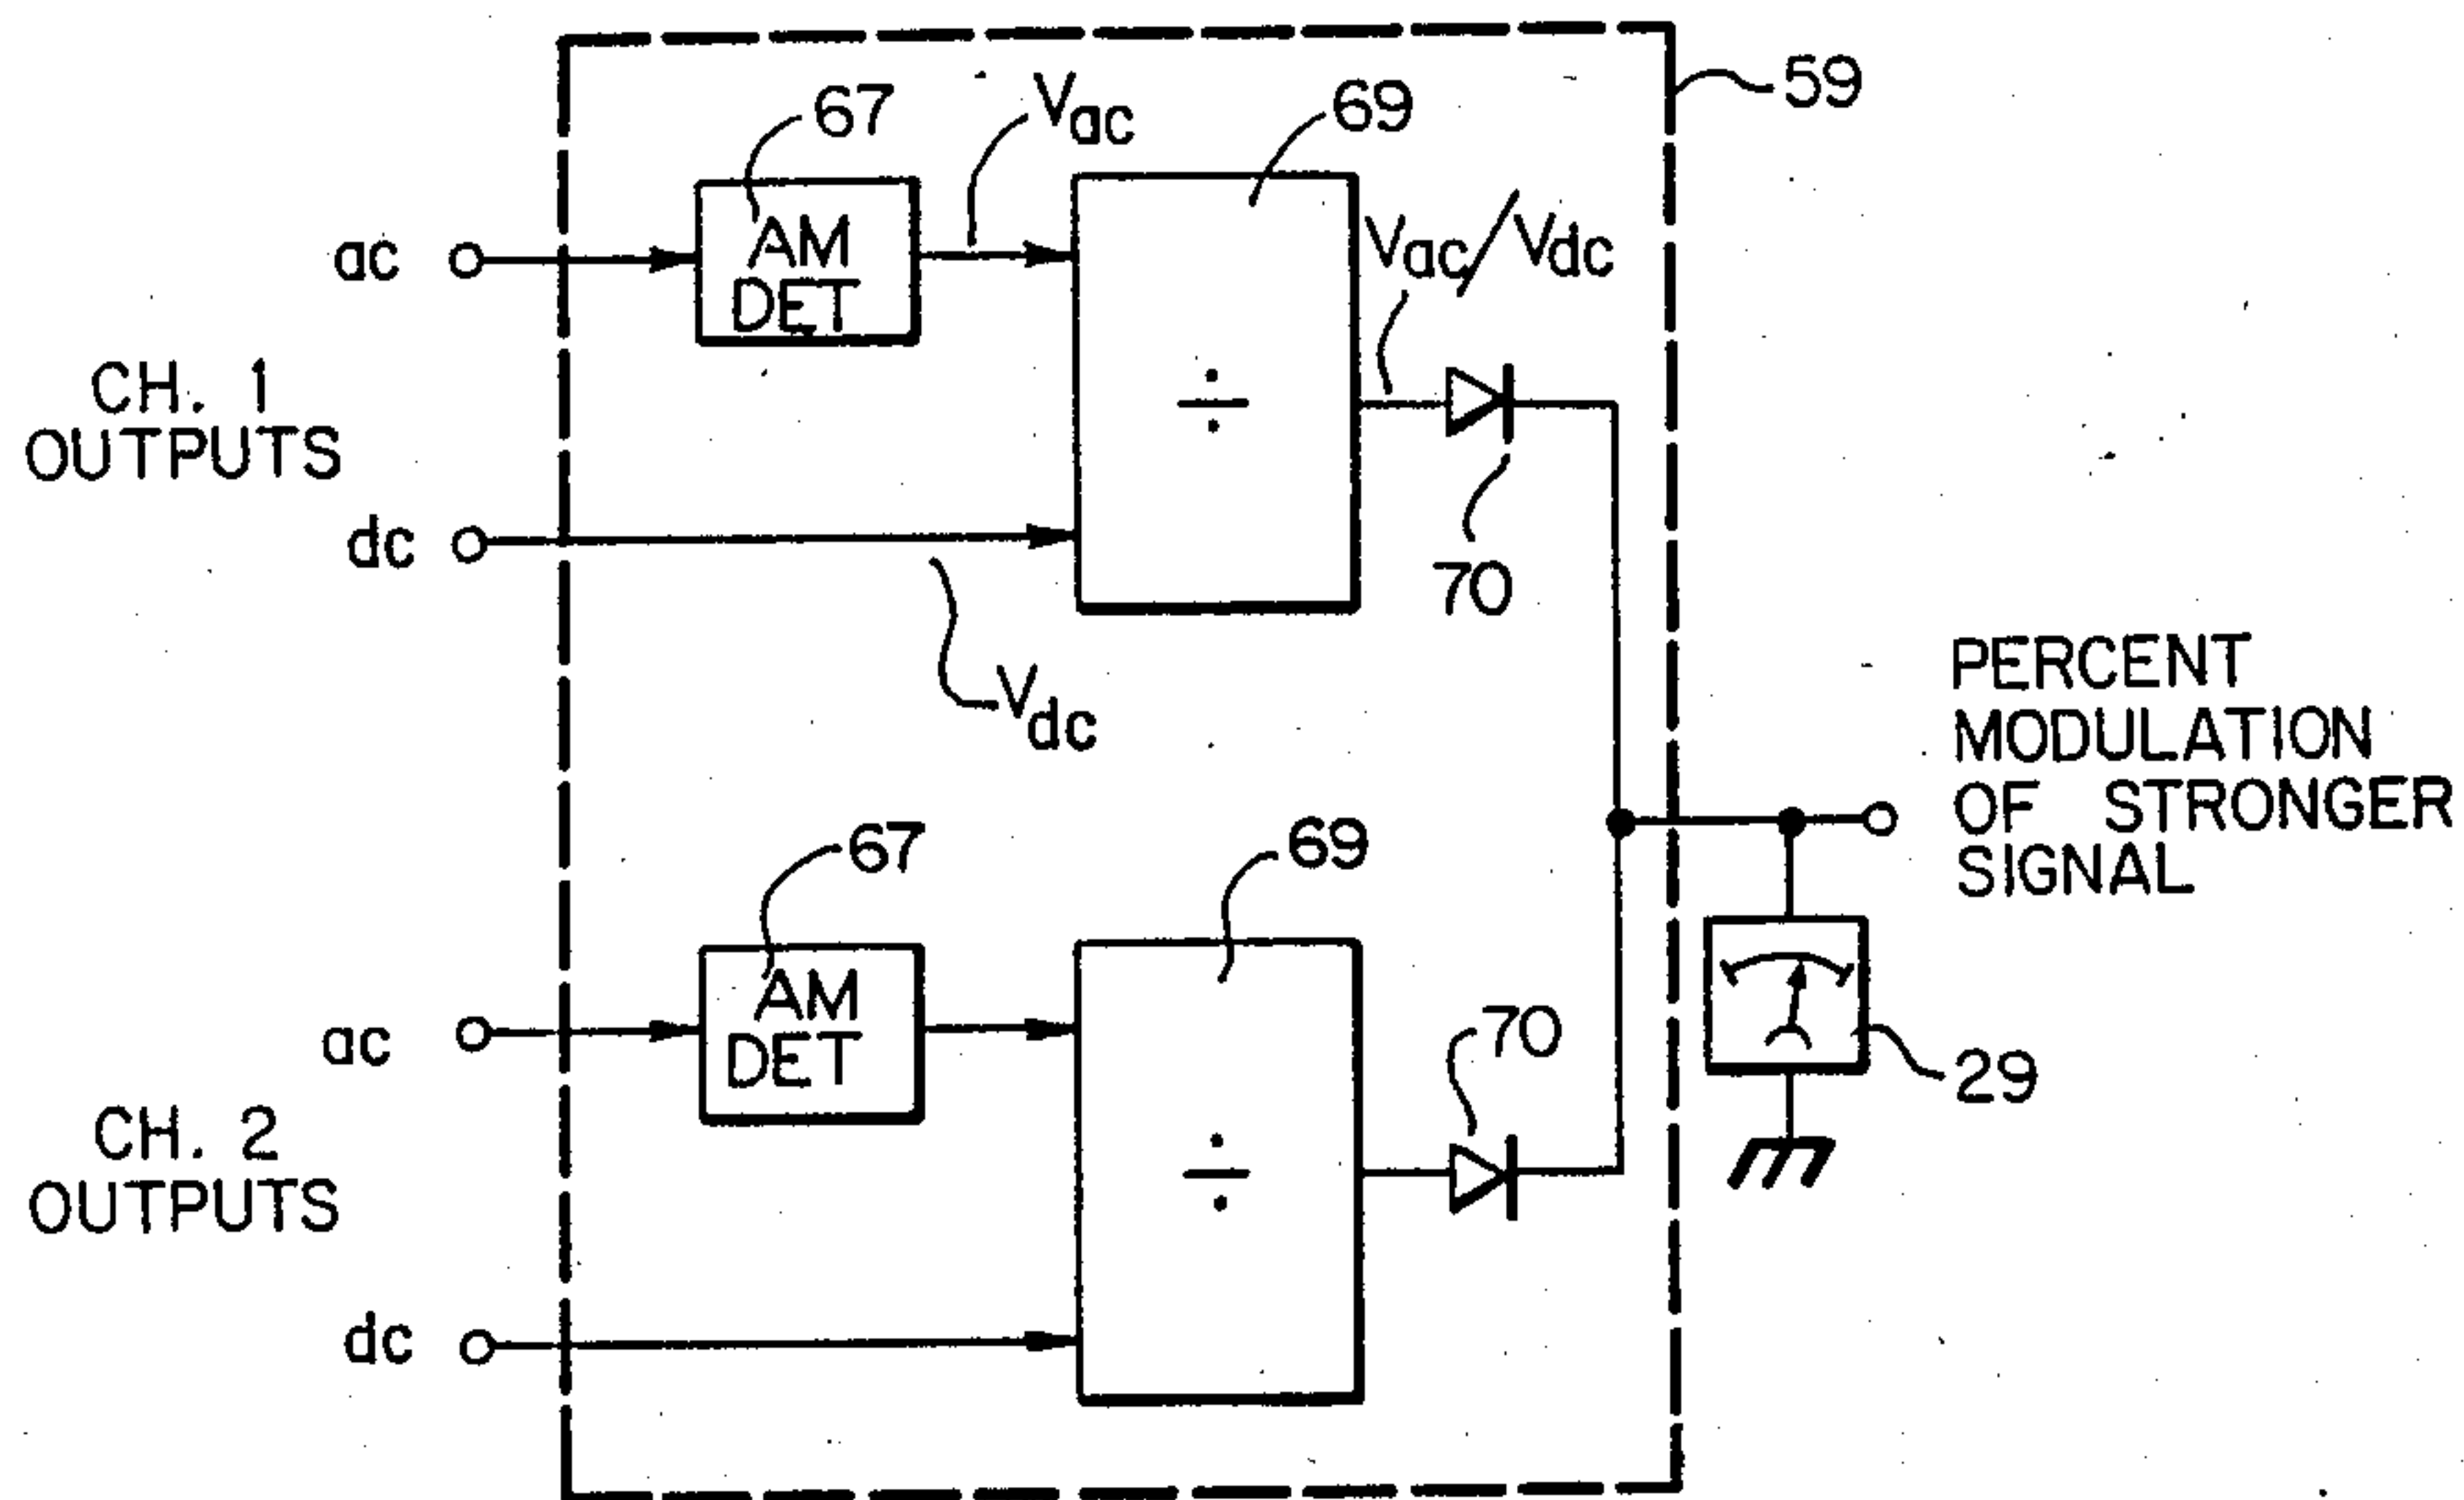 59
67
Vac
69
Vac/Vdc
ac
AM
DET
CH. 1
OUTPUTS
÷
dc
70
Vdc
PERCENT
MODULATION
OF STRONGER
SIGNAL
67
69
ac
AM
DET
70
29
CH. 2
OUTPUTS
÷
dc